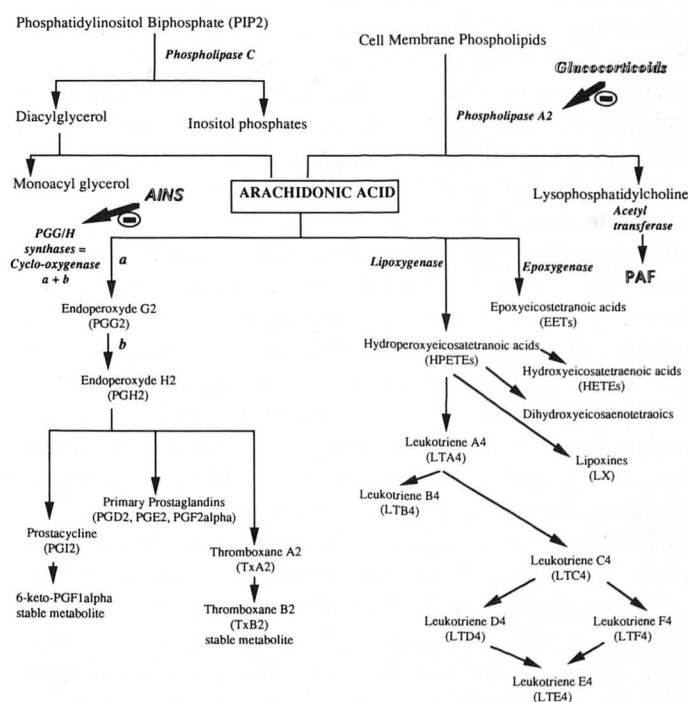 Phosphatidylinositol Biphosphate (PIP2)
Phospholipase C
Cell Membrane Phospholipids
Glucocorticoids
Diacylglycerol
Inositol phosphates
Phospholipase A2
Monoacyl glycerol
AINS
ARACHIDONIC ACID
Lysophosphatidylcholine
Acetyl
transferase
PGG/H
synthases =
Cyclo-oxygenase
a + b
a
Lipoxygenase
Epoxygenase
PAF
Endoperoxyde G2
(PGG2)
Epoxyeicostetranoic acids
(EETs)
b
Hydroperoxyeicosatetranoic acids
(HPETEs)
Endoperoxyde H2
(PGH2)
Hydroxyeicosatetraenoic acids
(HETEs)
Dihydroxyeicosaenotetraoics
Leukotriene A4
(LTA4)
Lipoxines
(LX)
Leukotriene B4
(LTB4)
Primary Prostaglandins
(PGD2, PGE2, PGF2alpha)
Prostacycline
(PGI2)
Thromboxane A2
(TxA2)
Leukotriene C4
(LTC4)
6-keto-PGF1alpha
stable metabolite
Thromboxane B2
(TxB2)
stable metabolite
Leukotriene D4
(LTD4)
Leukotriene F4
(LTF4)
Leukotriene E4
(LTE4)